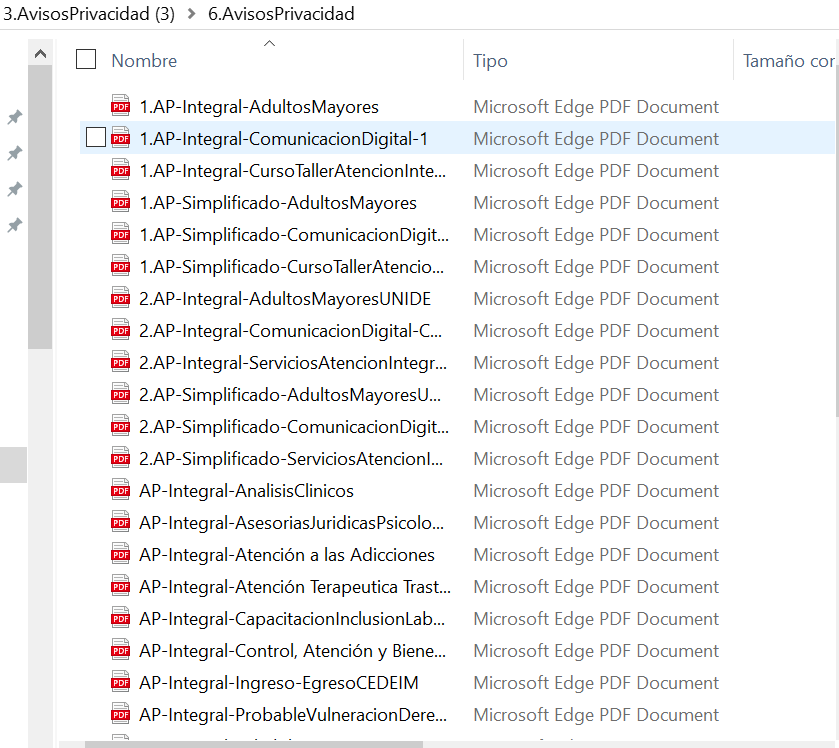 3.AvisosPrivacidad (3) > 6.AvisosPrivacidad
Nombre Tipo Tamaño cor
1.AP-Integral-AdultosMayores Microsoft Edge PDF Document
1.AP-Integral-ComunicacionDigital-1 Microsoft Edge PDF Document
1.AP-Integral-CursoTallerAtencionInte... Microsoft Edge PDF Document
1.AP-Simplificado-AdultosMayores Microsoft Edge PDF Document
1.AP-Simplificado-ComunicacionDigit... Microsoft Edge PDF Document
1.AP-Simplificado-CursoTallerAtencio... Microsoft Edge PDF Document
2.AP-Integral-AdultosMayoresUNIDE Microsoft Edge PDF Document
2.AP-Integral-ComunicacionDigital-C... Microsoft Edge PDF Document
2.AP-Integral-ServiciosAtencionIntegr... Microsoft Edge PDF Document
2.AP-Simplificado-AdultosMayoresU... Microsoft Edge PDF Document
2.AP-Simplificado-ComunicacionDigit... Microsoft Edge PDF Document
2.AP-Simplificado-ServiciosAtencionI... Microsoft Edge PDF Document
AP-Integral-AnalisisClinicos Microsoft Edge PDF Document
AP-Integral-AsesoriasJuridicasPsicolo... Microsoft Edge PDF Document
AP-Integral-Atención a las Adicciones Microsoft Edge PDF Document
AP-Integral-Atención Terapeutica Trast... Microsoft Edge PDF Document
AP-Integral-CapacitacionInclusionLab... Microsoft Edge PDF Document
AP-Integral-Control, Atención y Biene... Microsoft Edge PDF Document
AP-Integral-Ingreso-EgresoCEDEIM Microsoft Edge PDF Document
AP-Integral-ProbableVulneracionDere... Microsoft Edge PDF Document